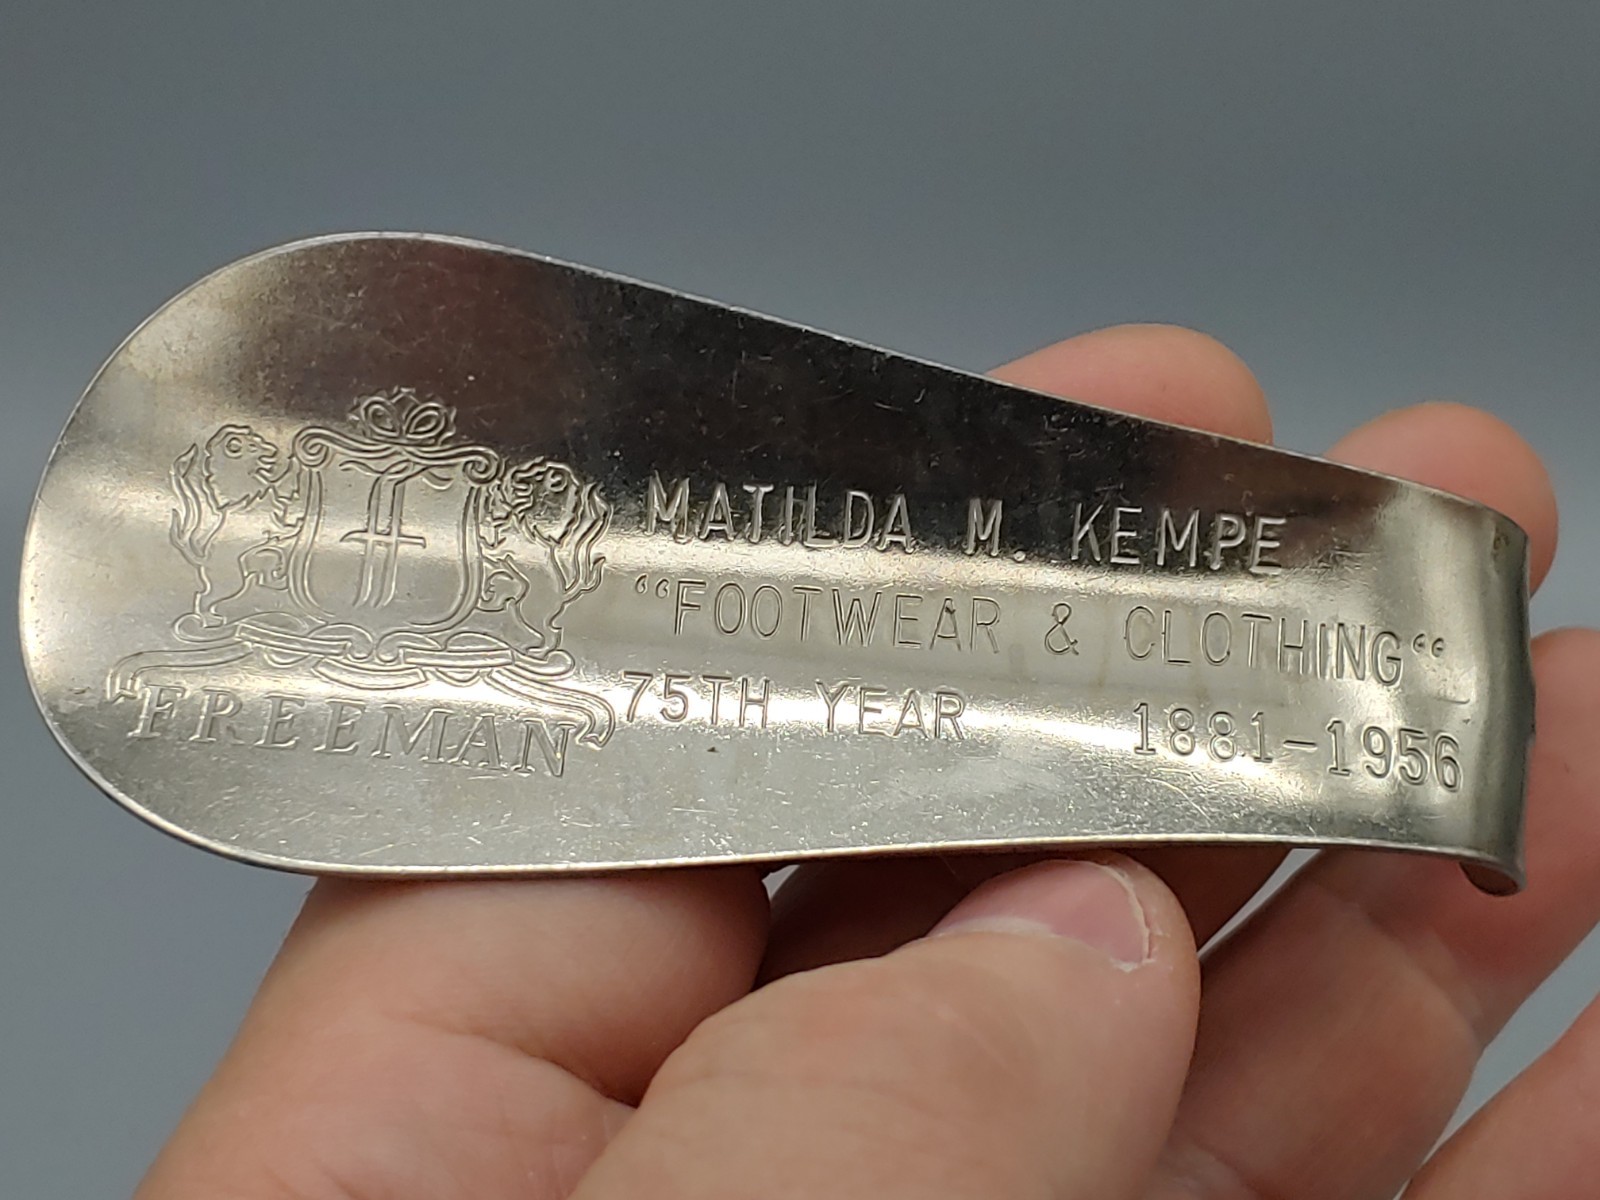 FREEMAN
MATILDA M. KEMPE
“FOOTWEAR & CLOTHING“
75TH YEAR 1881-1956